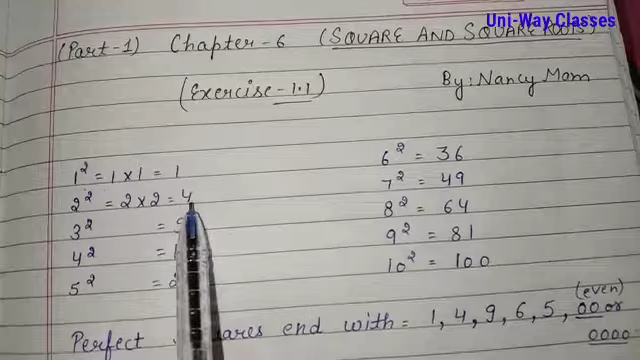 Uni-Way Classes
(Part-1) Chapter-6 (SQUARE AND SQUARE ROOTS)
(Exercise-1.1) By: Nancy Mam
1² = 1 × 1 = 1
2² = 2 × 2 = 4
3² =
4² =
5² =
6² = 36
7² = 49
8² = 64
9² = 81
10² = 100
(even)
Perfect end with = 1, 4, 9, 6, 5, 00 or
0000